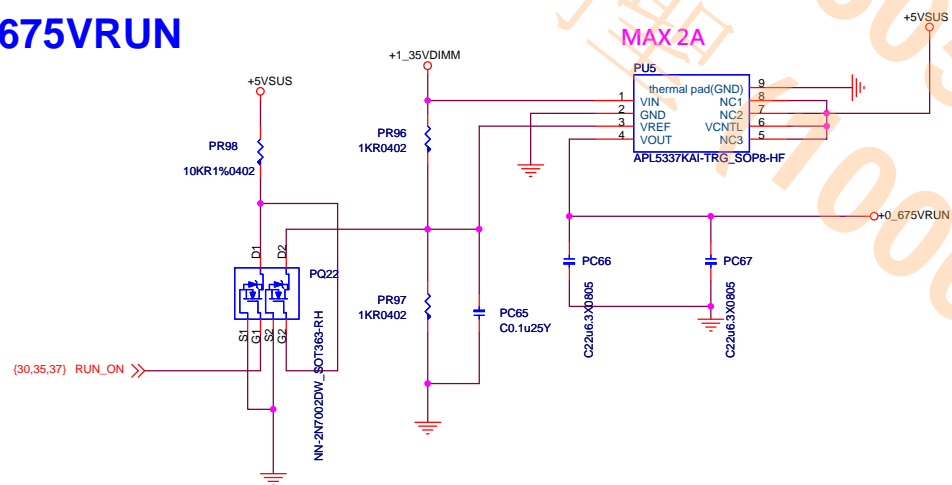 675VRUN
+5VSUS
+1_35VDIMM
MAX 2A
PU5
+5VSUS
1 VIN
2 GND
3 VREF
4 VOUT
thermal pad(GND) 9
NC1 8
NC2 7
VCNTL 6
NC3 5
APL5337KAI-TRG_SOP8-HF
PR98
10KR1%0402
PR96
1KR0402
+0_675VRUN
D1
D2
PQ22
S1
G1
S2
G2
NN-2N7002DW_SOT363-RH
PR97
1KR0402
PC65
C0.1u25Y
PC66
C22u6.3X0805
PC67
C22u6.3X0805
{30,35,37} RUN_ON